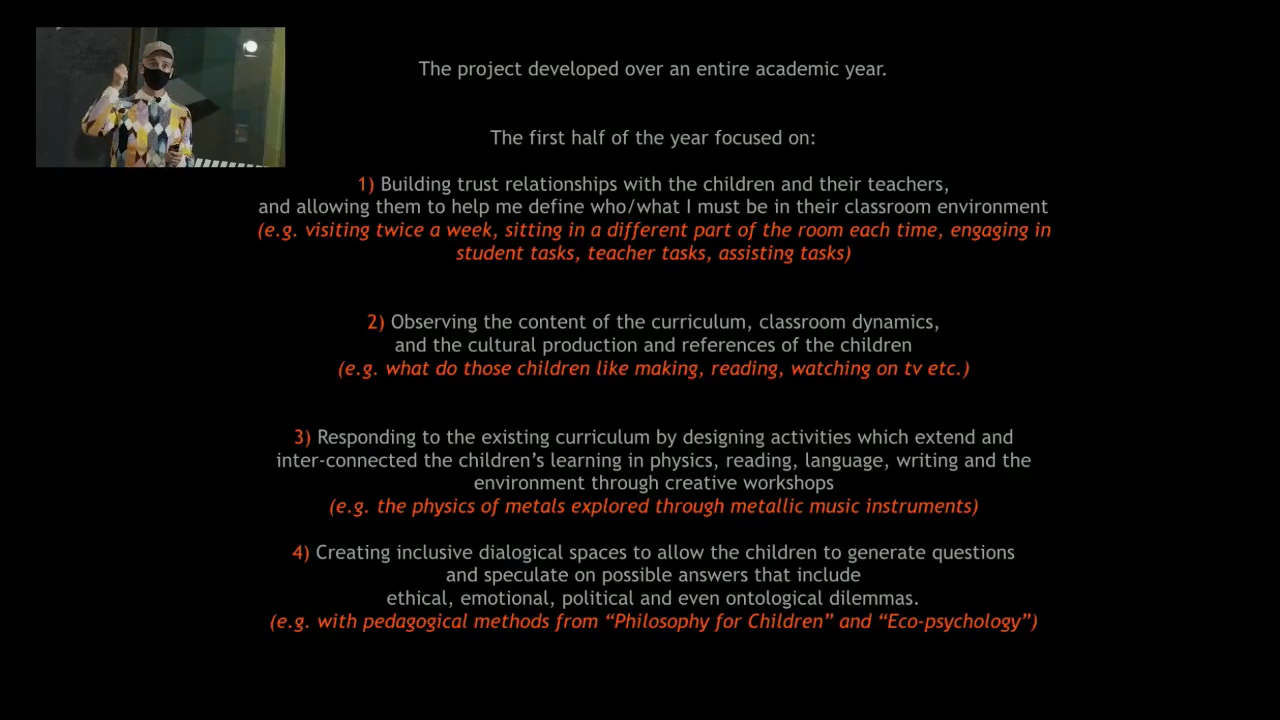 The project developed over an entire academic year.
The first half of the year focused on:
1) Building trust relationships with the children and their teachers,
and allowing them to help me define who/what I must be in their classroom environment
(e.g. visiting twice a week, sitting in a different part of the room each time, engaging in
student tasks, teacher tasks, assisting tasks)
2) Observing the content of the curriculum, classroom dynamics,
and the cultural production and references of the children
(e.g. what do those children like making, reading, watching on tv etc.)
3) Responding to the existing curriculum by designing activities which extend and
inter-connected the children’s learning in physics, reading, language, writing and the
environment through creative workshops
(e.g. the physics of metals explored through metallic music instruments)
4) Creating inclusive dialogical spaces to allow the children to generate questions
and speculate on possible answers that include
ethical, emotional, political and even ontological dilemmas.
(e.g. with pedagogical methods from “Philosophy for Children” and “Eco-psychology”)